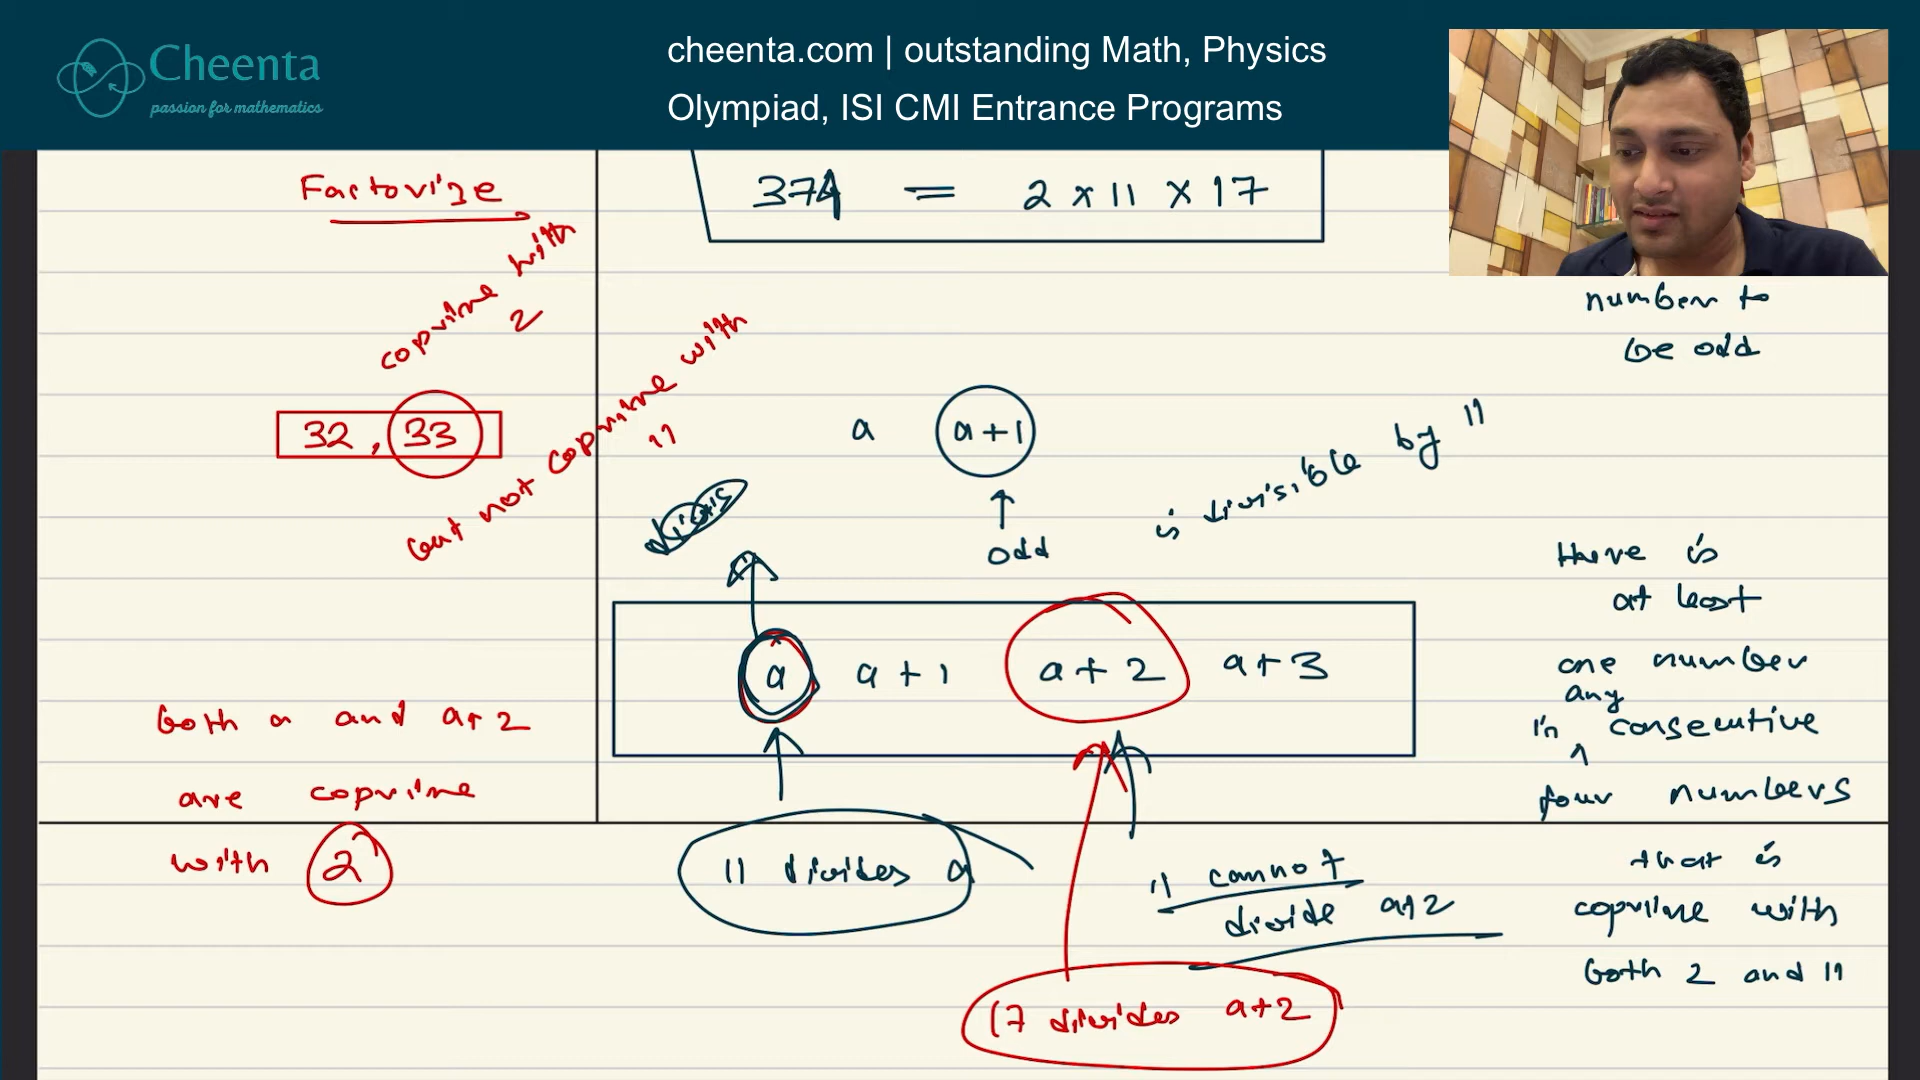 Cheenta
passion for mathematics
cheenta.com | outstanding Math, Physics
Olympiad, ISI CMI Entrance Programs
Factorize
374 = 2 x 11 x 17
coprime with
2
but not coprime with
11
32, 33
number to
be odd
a a+1
odd
is divisible by 11
a a+1 a+2 a+3
there is
at least
one number
any
in consecutive
four numbers
that is
coprime with
both 2 and 11
both a and a+2
are coprime
with 2
11 divides a
11 cannot
divide a+2
17 divides a+2